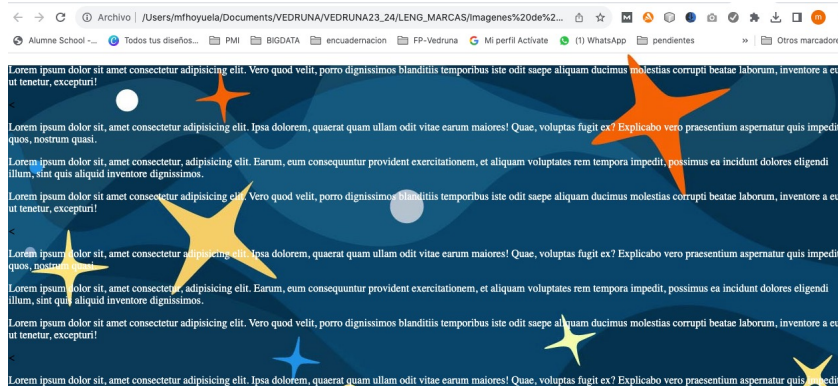 Archivo | /Users/mfhoyuela/Documents/VEDRUNA/VEDRUNA23_24/LENG_MARCAS/Imagenes%20de%2...
Alumne School -... Todos tus diseños... PMI BIGDATA encuadernacion FP-Vedruna Mi perfil Actívate (1) WhatsApp pendientes » Otros marcadore
Lorem ipsum dolor sit amet consectetur adipisicing elit. Vero quod velit, porro dignissimos blanditiis temporibus iste odit saepe aliquam ducimus molestias corrupti beatae laborum, inventore a eu
ut tenetur, excepturi!
<
Lorem ipsum dolor sit, amet consectetur adipisicing elit. Ipsa dolorem, quaerat quam ullam odit vitae earum maiores! Quae, voluptas fugit ex? Explicabo vero praesentium aspernatur quis impedit
quos, nostrum quasi.
Lorem ipsum dolor sit amet consectetur adipisicing elit. Earum, eum consequuntur provident exercitationem, et aliquam voluptates rem tempora impedit, possimus ea incidunt dolores eligendi
illum, sint quis aliquid inventore dignissimos.
Lorem ipsum dolor sit amet consectetur adipisicing elit. Vero quod velit, porro dignissimos blanditiis temporibus iste odit saepe aliquam ducimus molestias corrupti beatae laborum, inventore a eu
ut tenetur, excepturi!
<
Lorem ipsum dolor sit, amet consectetur adipisicing elit. Ipsa dolorem, quaerat quam ullam odit vitae earum maiores! Quae, voluptas fugit ex? Explicabo vero praesentium aspernatur quis impedit
quos, nostrum quasi.
Lorem ipsum dolor sit amet consectetur, adipisicing elit. Earum, eum consequuntur provident exercitationem, et aliquam voluptates rem tempora impedit, possimus ea incidunt dolores eligendi
illum, sint quis aliquid inventore dignissimos.
Lorem ipsum dolor sit amet consectetur adipisicing elit. Vero quod velit, porro dignissimos blanditiis temporibus iste odit saepe aliquam ducimus molestias corrupti beatae laborum, inventore a eu
ut tenetur, excepturi!
<
Lorem ipsum dolor sit, amet consectetur adipisicing elit. Ipsa dolorem, quaerat quam ullam odit vitae earum maiores! Quae, voluptas fugit ex? Explicabo vero praesentium aspernatur quis impedit